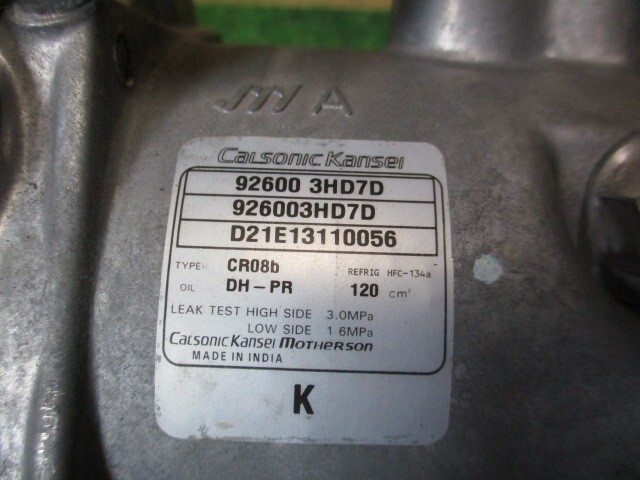 A
CALSONIC KANSEI
92600 3HD7D
926003HD7D
D21E13110056
TYPE CR08b REFRIG HFC-134a
OIL DH-PR 120 cm³
LEAK TEST HIGH SIDE 3.0MPa
LOW SIDE 1.6MPa
CALSONIC KANSEI MOTHERSON
MADE IN INDIA
K